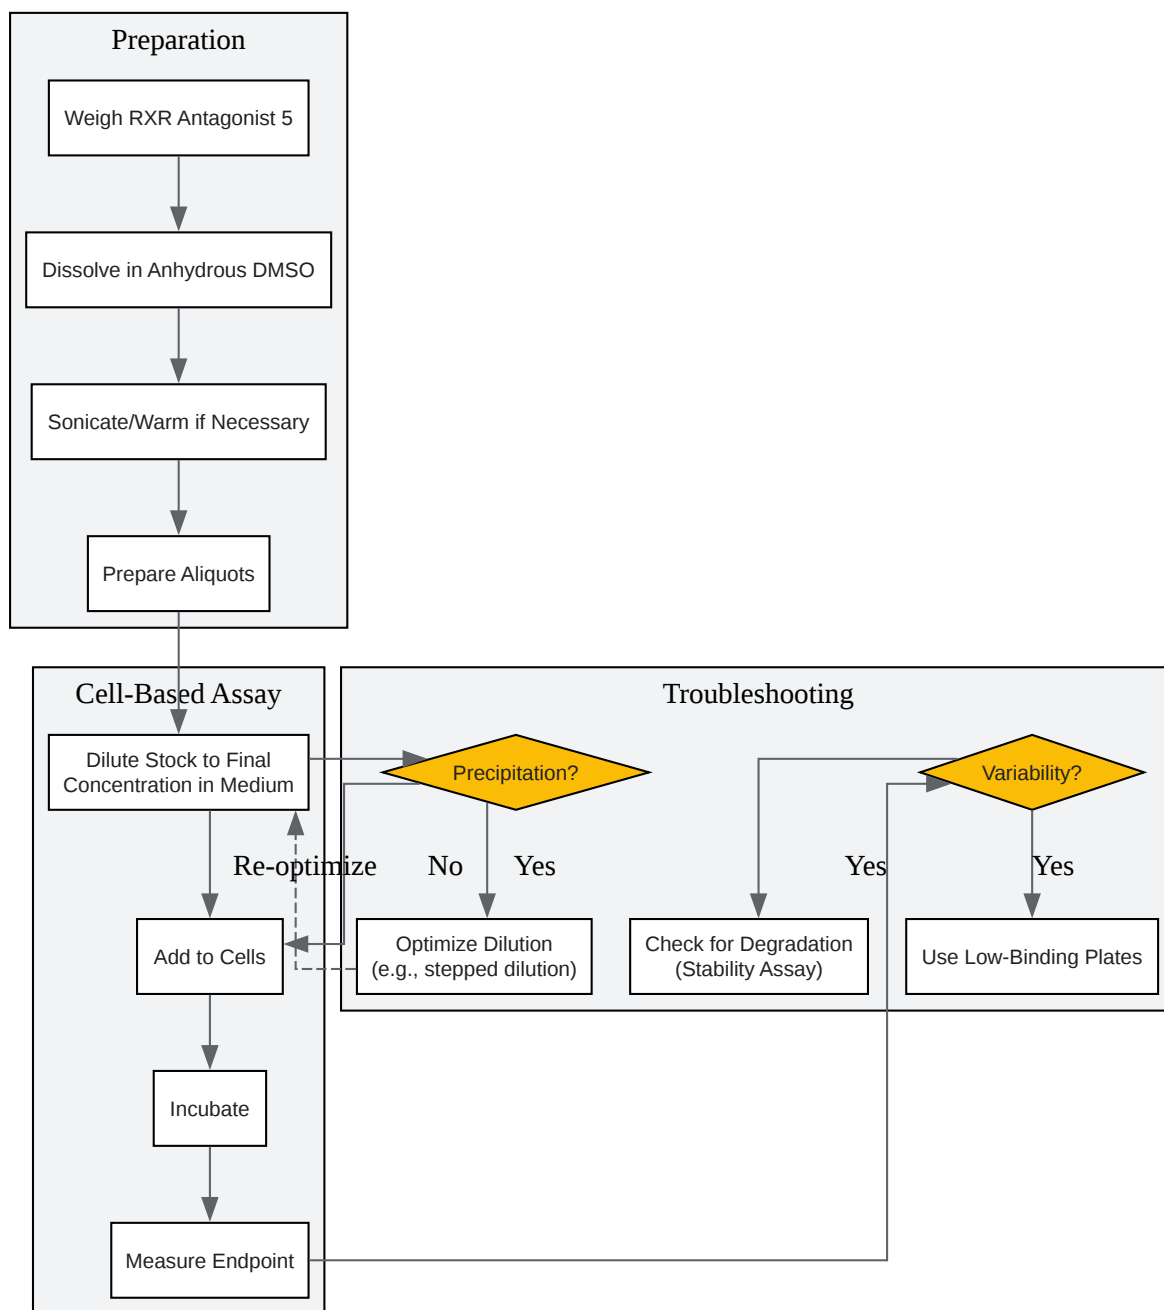 Preparation
Weigh RXR Antagonist 5
Dissolve in Anhydrous DMSO
Sonicate/Warm if Necessary
Prepare Aliquots
Cell-Based Assay
Troubleshooting
Dilute Stock to Final
Concentration in Medium
Precipitation?
Variability?
Re-optimize
No
Yes
Yes
Yes
Add to Cells
Optimize Dilution
(e.g., stepped dilution)
Check for Degradation
(Stability Assay)
Use Low-Binding Plates
Incubate
Measure Endpoint